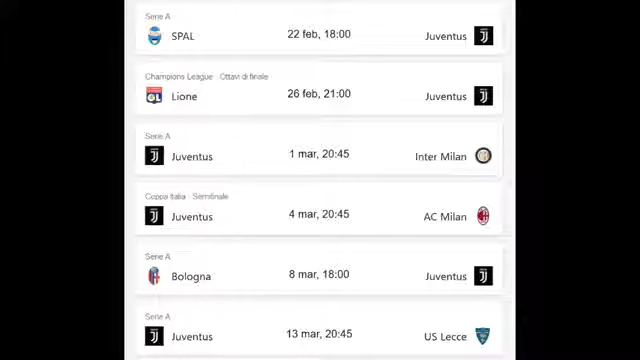 Serie A
SPAL 22 feb, 18:00 Juventus
Champions League · Ottavi di finale
Lione 26 feb, 21:00 Juventus
Serie A
Juventus 1 mar, 20:45 Inter Milan
Coppa Italia · Semifinale
Juventus 4 mar, 20:45 AC Milan
Serie A
Bologna 8 mar, 18:00 Juventus
Serie A
Juventus 13 mar, 20:45 US Lecce